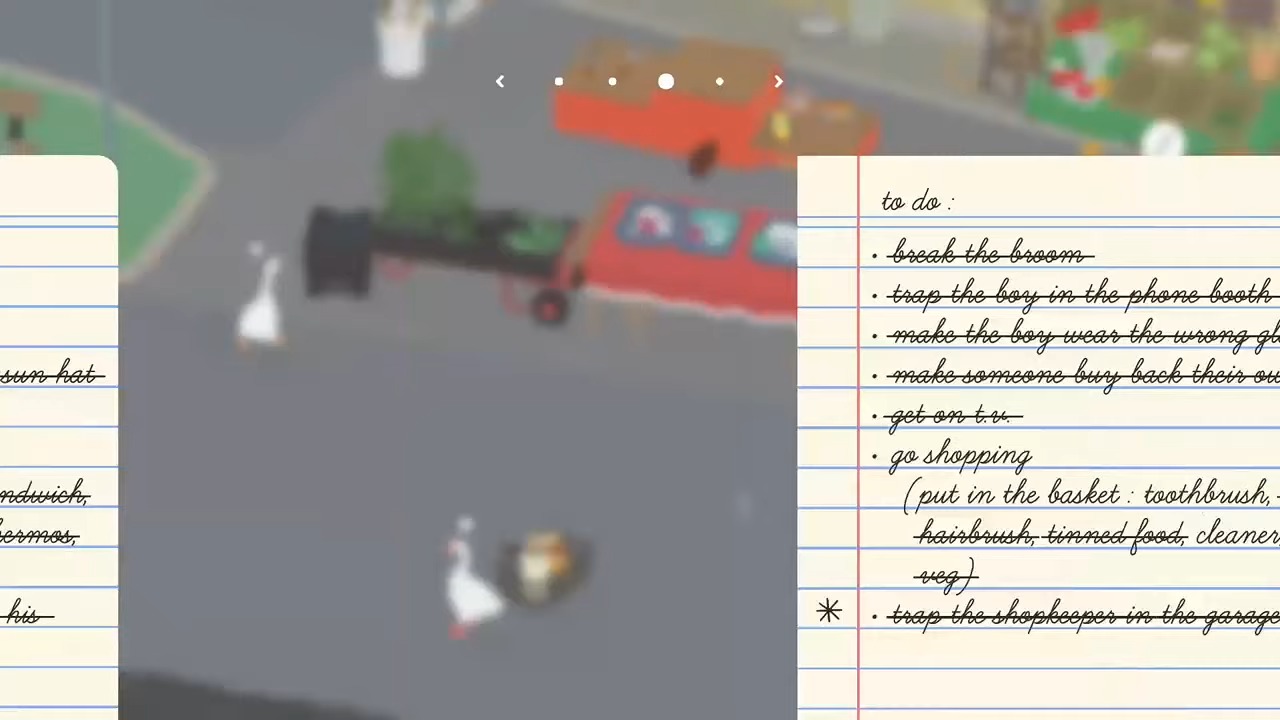 sun hat
ndwich,
ermos,
his
to do :
• break the broom
• trap the boy in the phone booth
• make the boy wear the wrong gl
• make someone buy back their ow
• get on t.v.
• go shopping
(put in the basket : toothbrush,
hairbrush, tinned food, cleaner,
veg)
• trap the shopkeeper in the garage